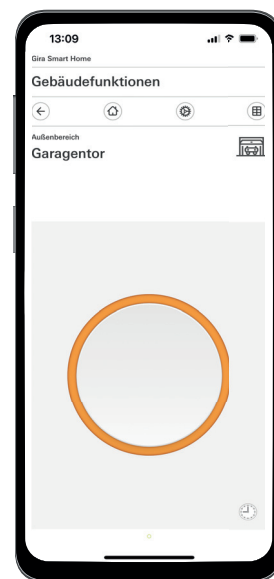 13:09
Gira Smart Home
Gebäudefunktionen
Außenbereich
Garagentor